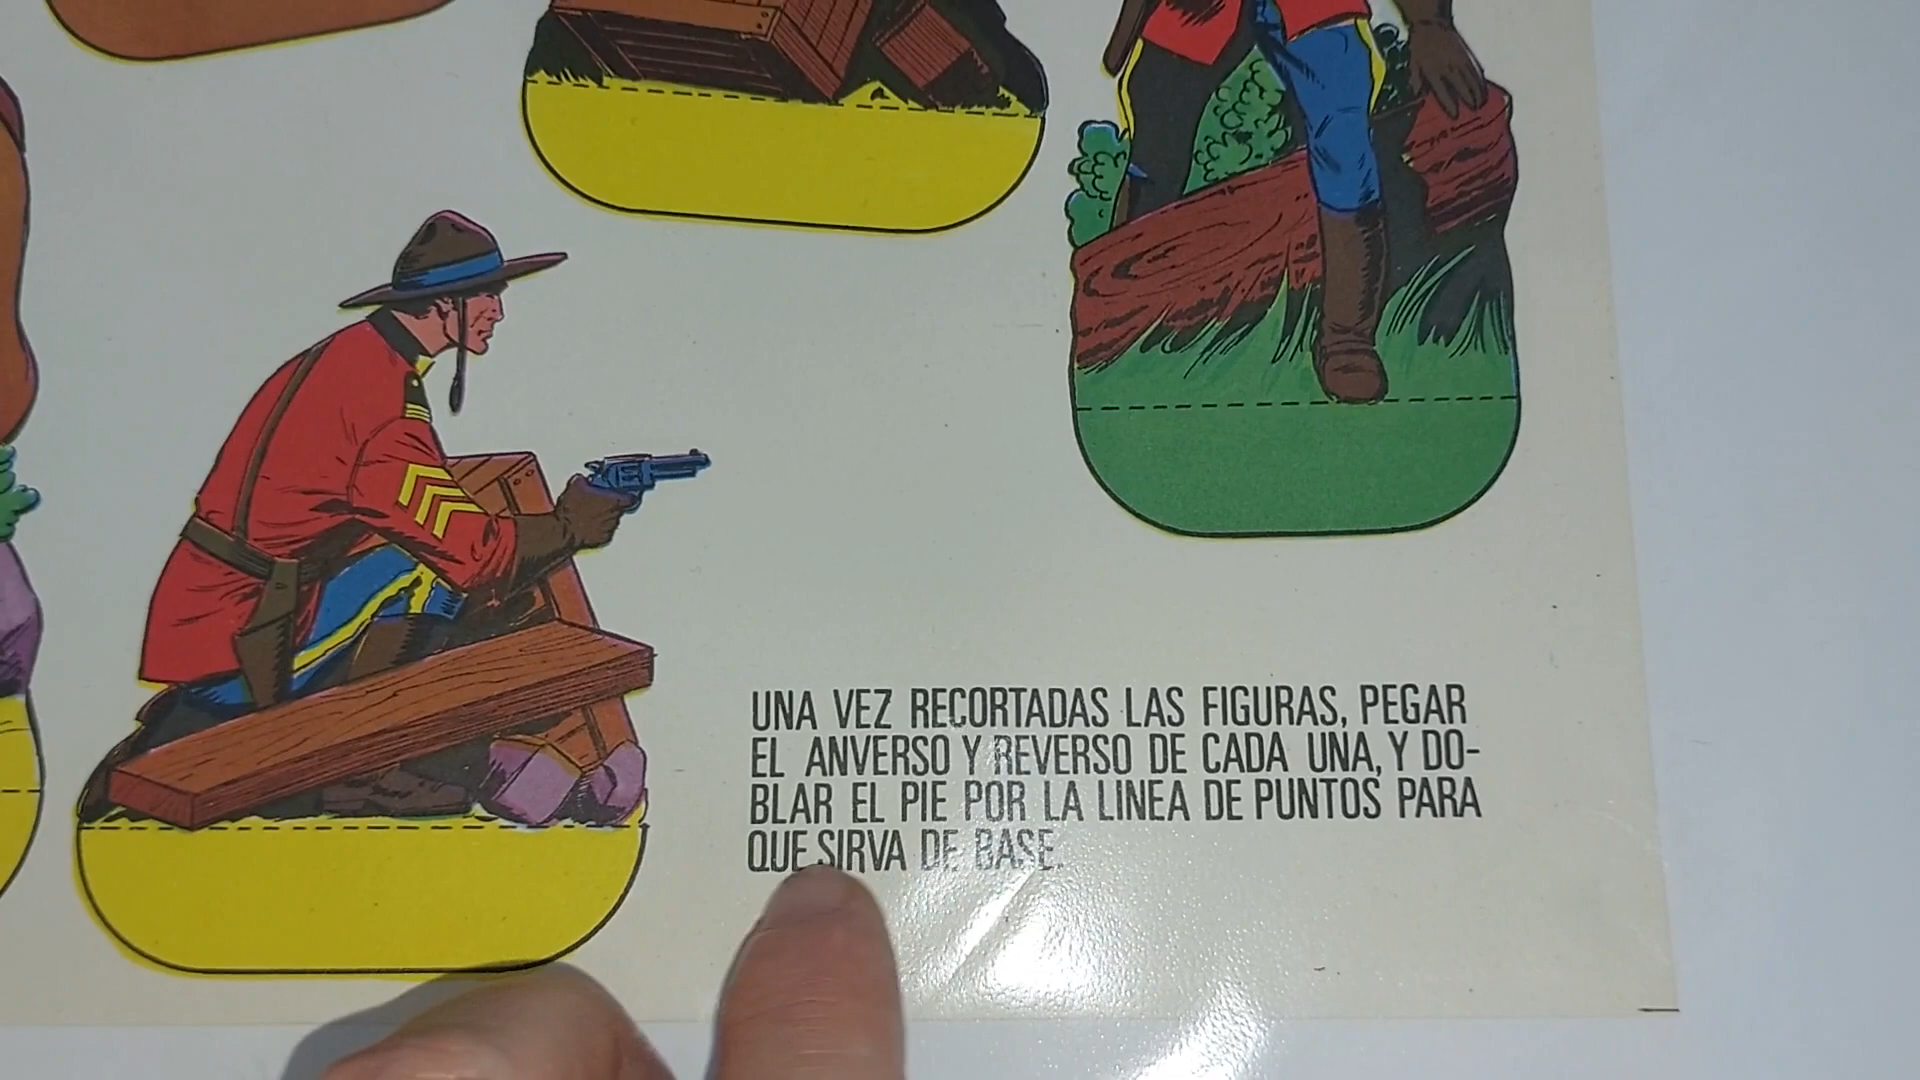 UNA VEZ RECORTADAS LAS FIGURAS, PEGAR
EL ANVERSO Y REVERSO DE CADA UNA, Y DO-
BLAR EL PIE POR LA LINEA DE PUNTOS PARA
QUE SIRVA DE BASE.